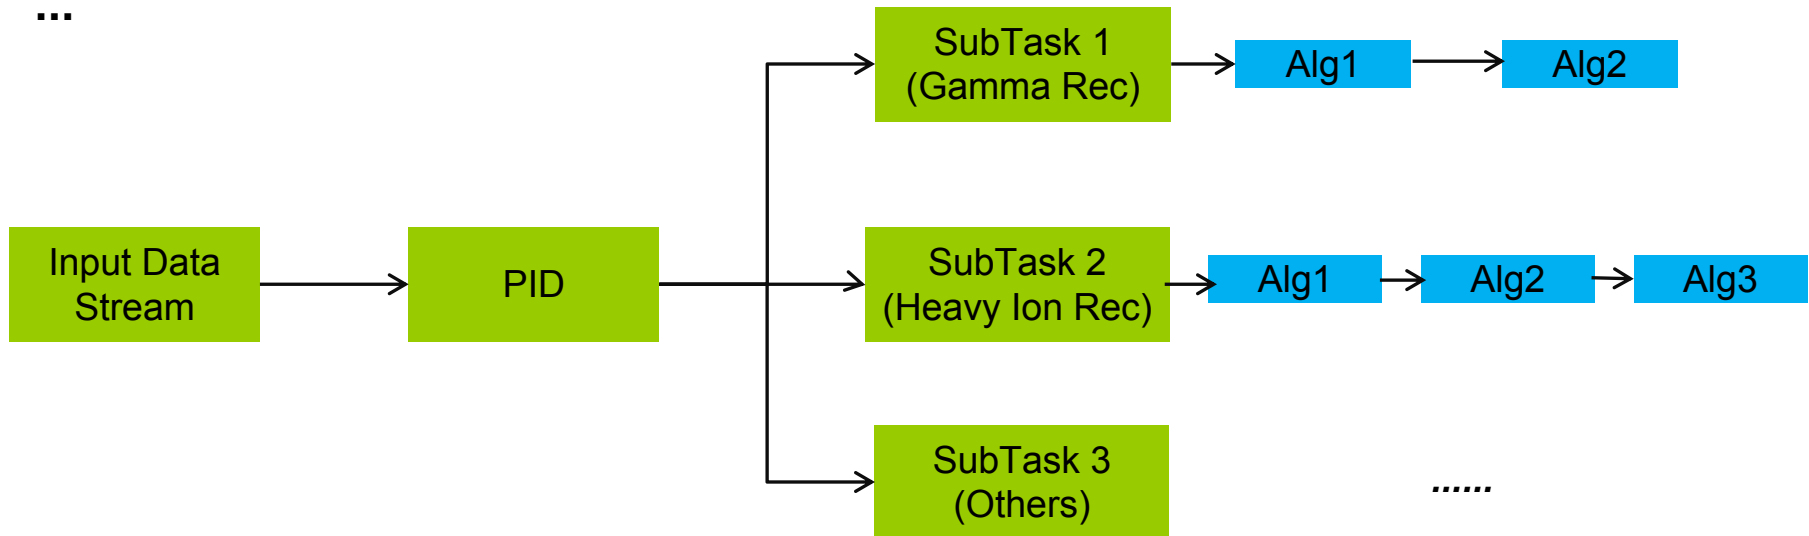 ...
SubTask 1
(Gamma Rec)
Alg1
Alg2
Input Data
Stream
PID
SubTask 2
(Heavy Ion Rec)
Alg1
Alg2
Alg3
SubTask 3
(Others)
......